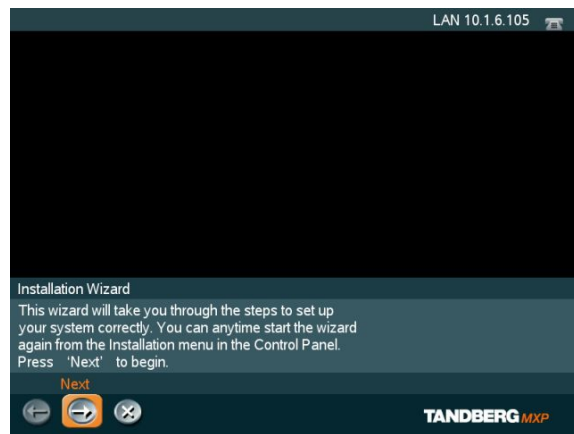 LAN 10.1.6.105
Installation Wizard
This wizard will take you through the steps to set up
your system correctly. You can anytime start the wizard
again from the Installation menu in the Control Panel.
Press 'Next' to begin.
Next
TANDBERG MXP